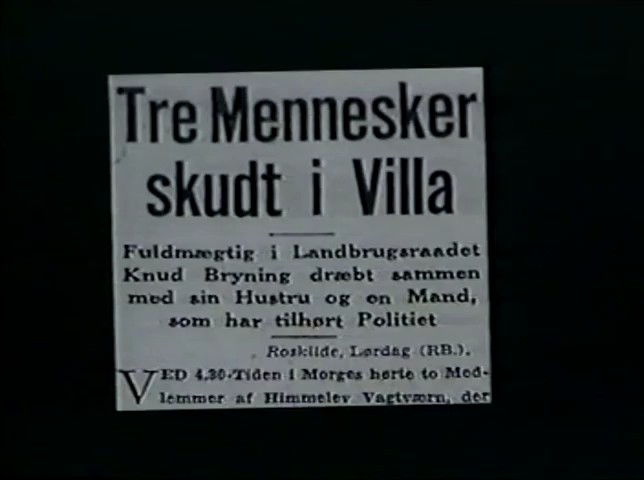 Tre Mennesker
skudt i Villa
Fuldmægtig i Landbrugsraadet
Knud Bryning dræbt sammen
med sin Hustru og en Mand,
som har tilhørt Politiet
Roskilde, Lørdag (RB.).
VED 4,30-Tiden i Morges hørte to Med-
lemmer af Himmelev Vagtværn, der